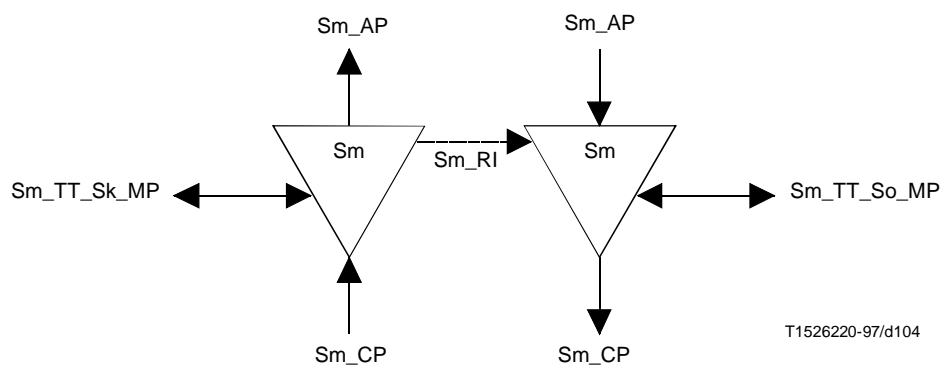 Sm_AP
Sm_AP
Sm
Sm
Sm_RI
Sm_TT_Sk_MP
Sm_TT_So_MP
Sm_CP
Sm_CP
T1526220-97/d104